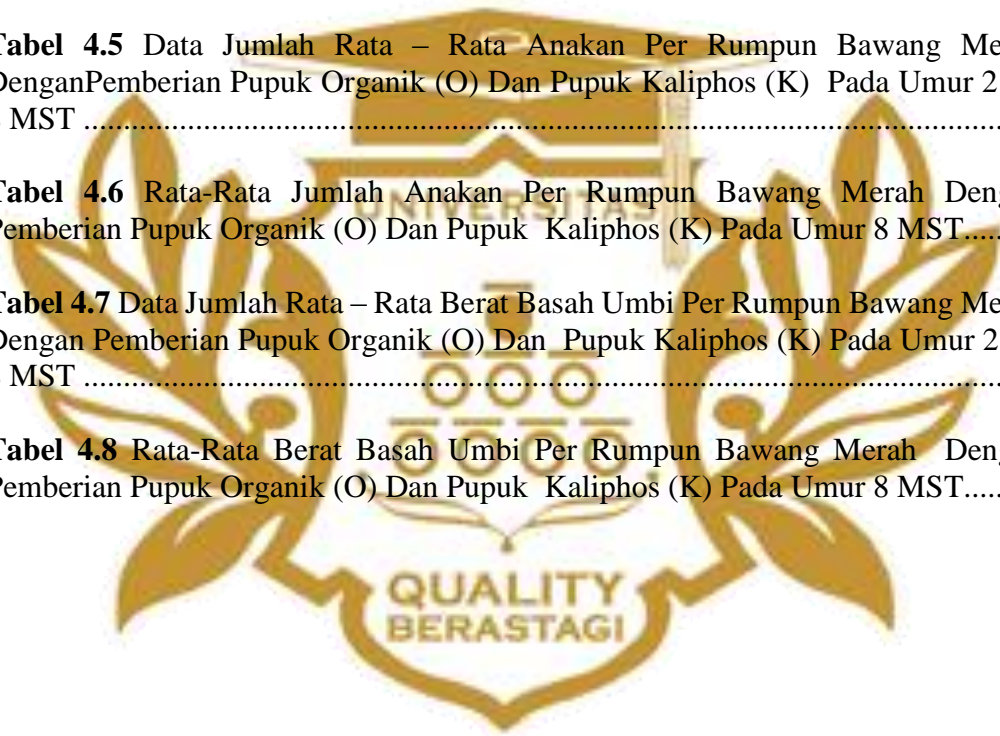 Tabel 4.5 Data Jumlah Rata – Rata Anakan Per Rumpun Bawang Me
DenganPemberian Pupuk Organik (O) Dan Pupuk Kaliphos (K) Pada Umur 2
MST ..........................................................................................................
Tabel 4.6 Rata-Rata Jumlah Anakan Per Rumpun Bawang Merah Deng
Pemberian Pupuk Organik (O) Dan Pupuk Kaliphos (K) Pada Umur 8 MST.....
UNIVERSITAS
Tabel 4.7 Data Jumlah Rata – Rata Berat Basah Umbi Per Rumpun Bawang Me
Dengan Pemberian Pupuk Organik (O) Dan Pupuk Kaliphos (K) Pada Umur 2
MST ..........................................................................................................
Tabel 4.8 Rata-Rata Berat Basah Umbi Per Rumpun Bawang Merah Deng
Pemberian Pupuk Organik (O) Dan Pupuk Kaliphos (K) Pada Umur 8 MST.....
QUALITY
BERASTAGI